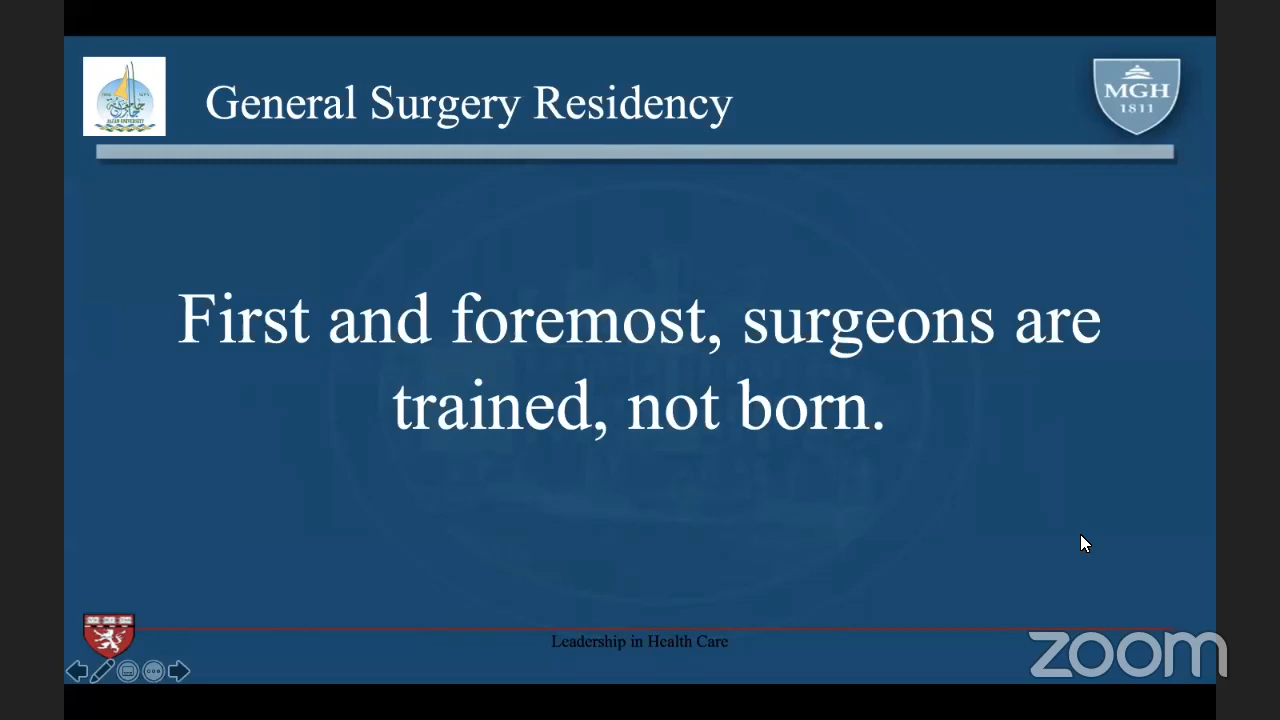 General Surgery Residency
MGH
1811
First and foremost, surgeons are
trained, not born.
Leadership in Health Care
zoom